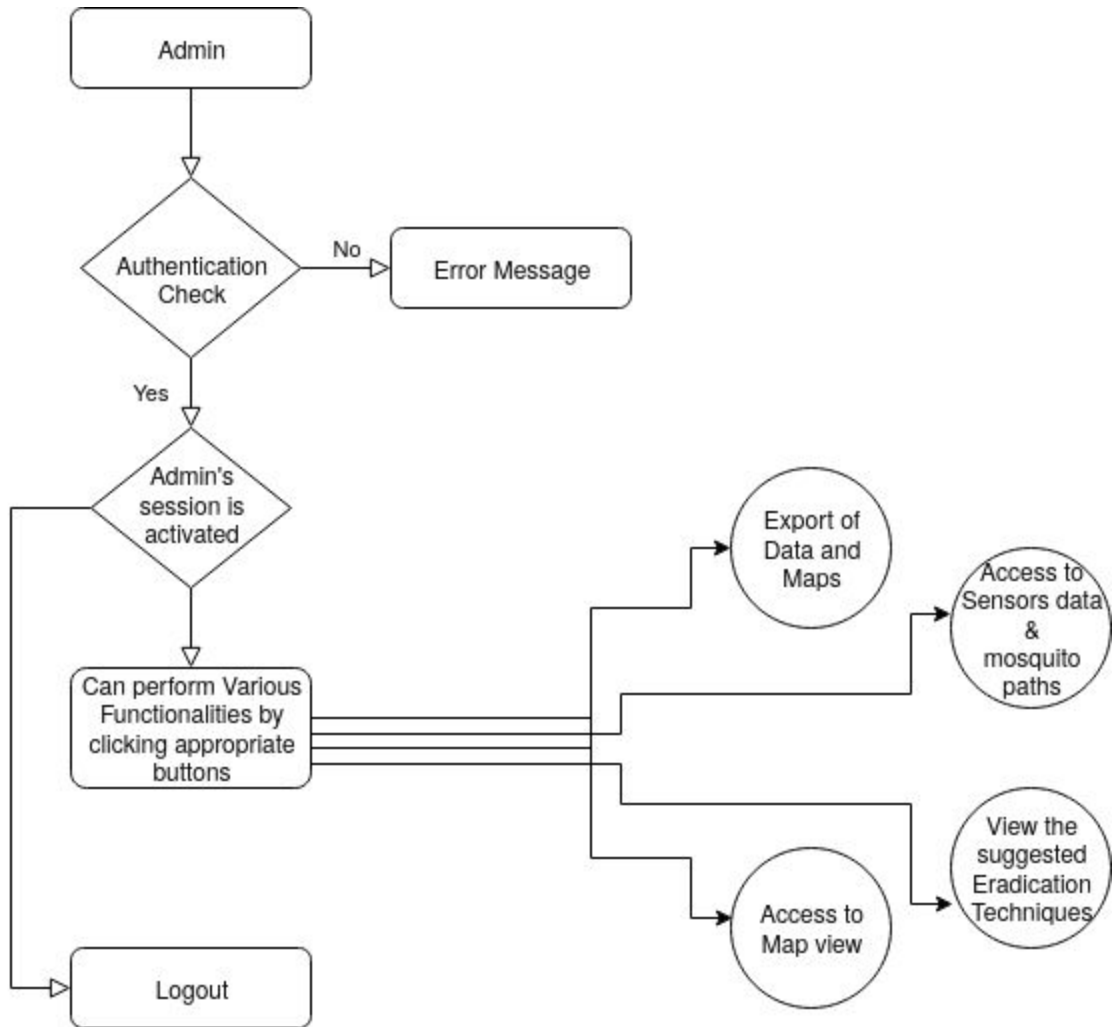 Admin
Authentication
Check
No
Error Message
Yes
Admin's
session is
activated
Can perform Various
Functionalities by
clicking appropriate
buttons
Export of
Data and
Maps
Access to
Sensors data
&
mosquito
paths
View the
suggested
Eradication
Techniques
Access to
Map view
Logout